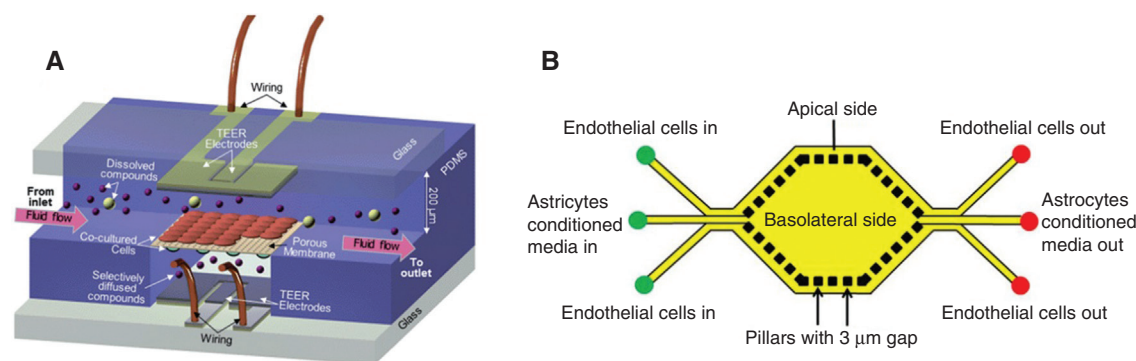 A
Wiring
TEER
Electrodes
Glass
PDMS
Dissolved
compounds
From
inlet
Fluid flow
200 μm
Co-cultured
Cells
Porous
Membrane
Fluid flow
To
outlet
Selectively
diffused
compounds
TEER
Electrodes
Glass
Wiring
B
Apical side
Endothelial cells in
Endothelial cells out
Astricytes
conditioned
media in
Basolateral side
Astrocytes
conditioned
media out
Endothelial cells in
Endothelial cells out
Pillars with 3 μm gap